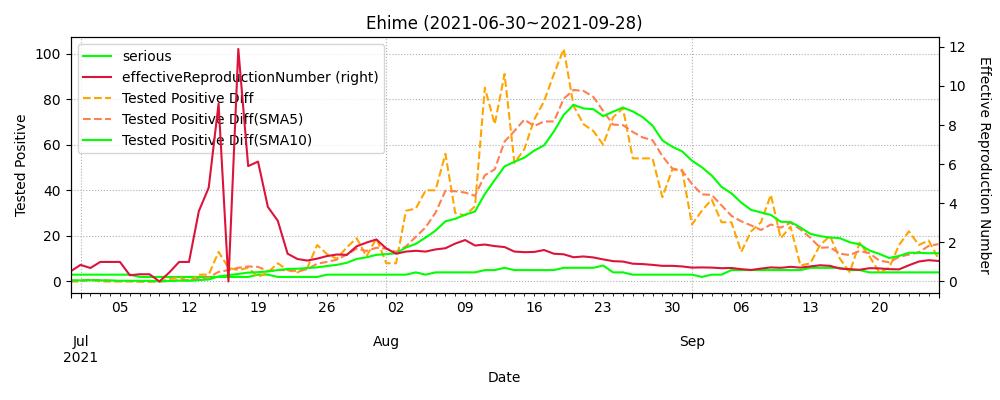 Ehime (2021-06-30~2021-09-28)
serious
effectiveReproductionNumber (right)
Tested Positive Diff
Tested Positive Diff(SMA5)
Tested Positive Diff(SMA10)
Tested Positive
100
80
60
40
20
0
12
10
8
6
4
2
0
Effective Reproduction Number
05 12 19 26 02 09 16 23 30 06 13 20
Jul Aug Sep
2021
Date